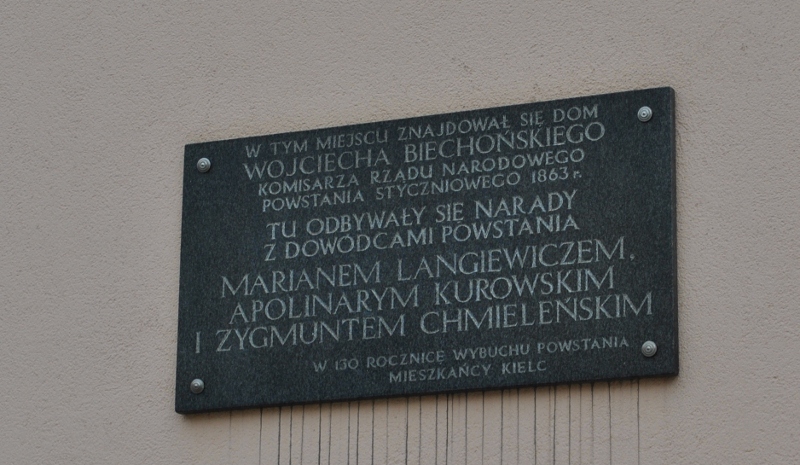 W TYM MIEJSCU ZNAJDOWAŁ SIĘ DOM
WOJCIECHA BIECHOŃSKIEGO
KOMISARZA RZĄDU NARODOWEGO
POWSTANIA STYCZNIOWEGO 1863 r.
TU ODBYWAŁY SIĘ NARADY
Z DOWÓDCAMI POWSTANIA
MARIANEM LANGIEWICZEM,
APOLINARYM KUROWSKIM
I ZYGMUNTEM CHMIELEŃSKIM
W 130 ROCZNICĘ WYBUCHU POWSTANIA
MIESZKAŃCY KIELC